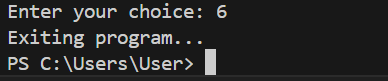 Enter your choice: 6
Exiting program...
PS C:\Users\User>